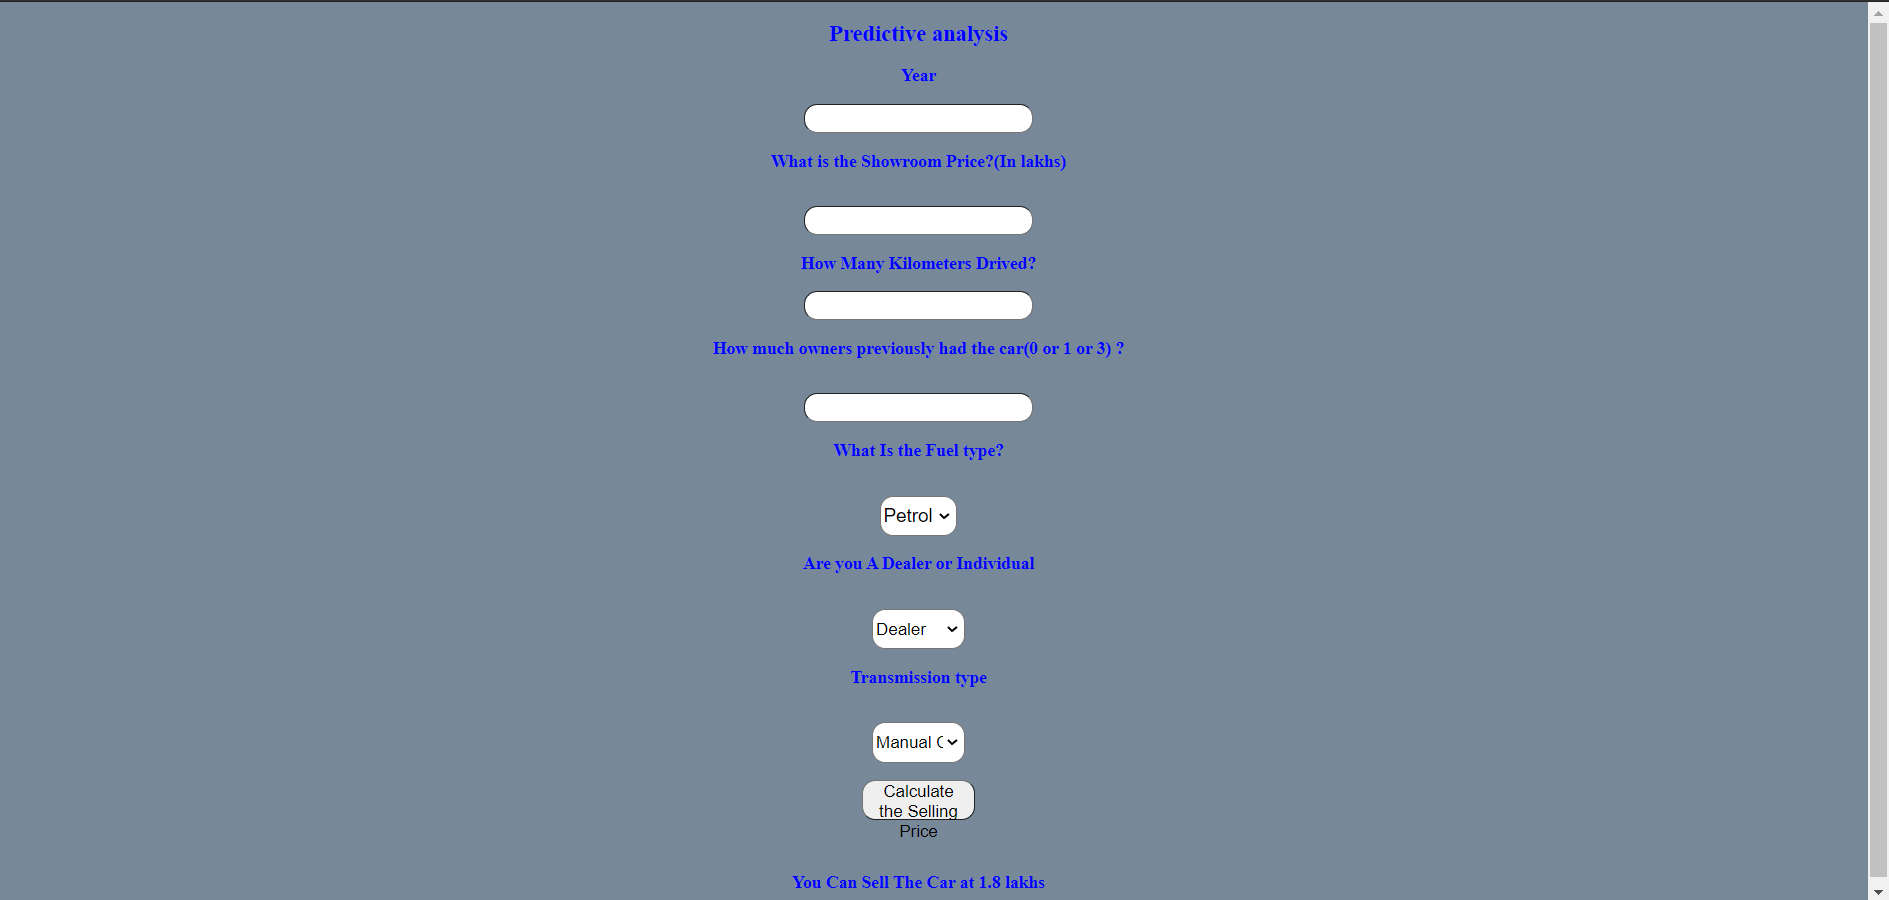 Predictive analysis
Year
What is the Showroom Price?(In lakhs)
How Many Kilometers Drived?
How much owners previously had the car(0 or 1 or 3) ?
What Is the Fuel type?
Petrol
Are you A Dealer or Individual
Dealer
Transmission type
Manual
Calculate
the Selling
Price
You Can Sell The Car at 1.8 lakhs